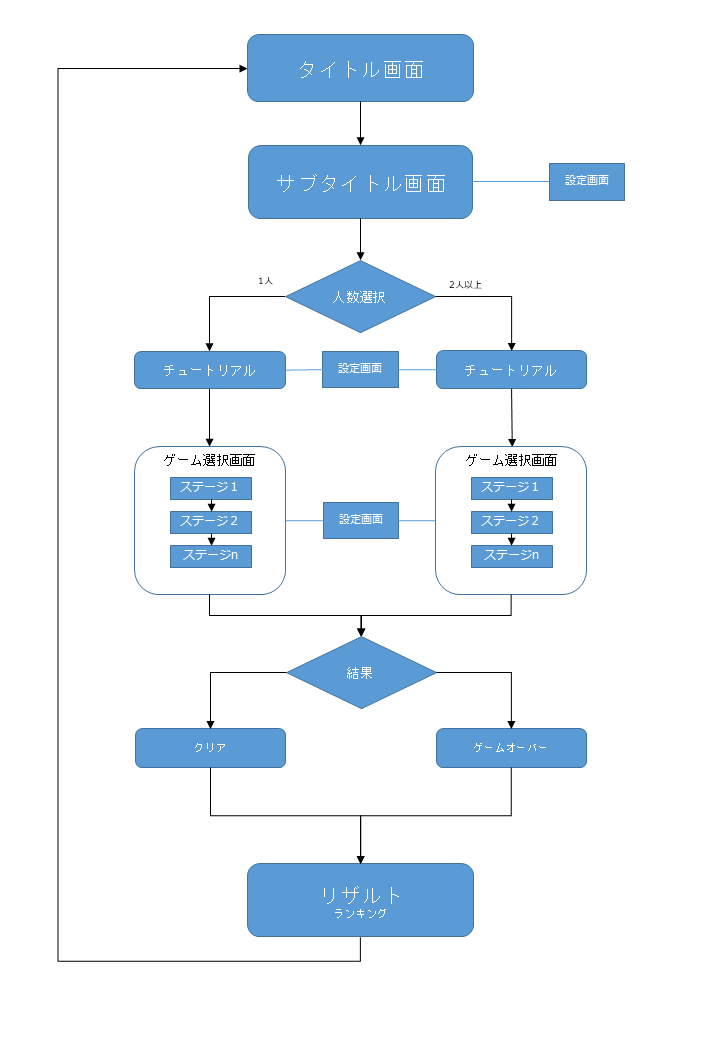 タイトル画面
サブタイトル画面
設定画面
1人
2人以上
人数選択
チュートリアル
設定画面
チュートリアル
ゲーム選択画面
ステージ１
ステージ２
ステージn
設定画面
ゲーム選択画面
ステージ１
ステージ２
ステージn
結果
クリア
ゲームオーバー
リザルト
ランキング